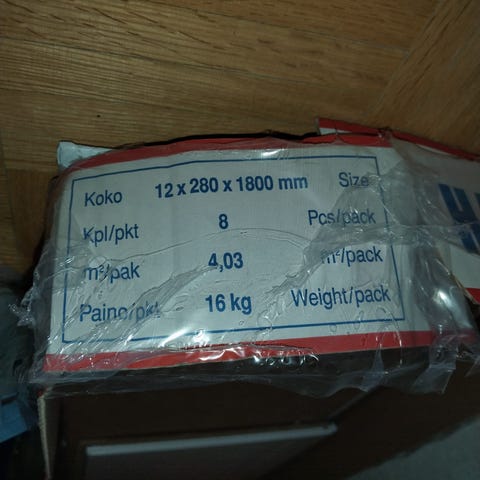 Koko 12 x 280 x 1800 mm Size
Kpl/pkt 8 Pcs/pack
m²/pak 4,03 m²/pack
Paino/pkt 16 kg Weight/pack